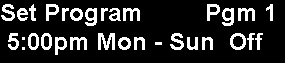 Set Program Pgm 1
5:00pm Mon - Sun Off